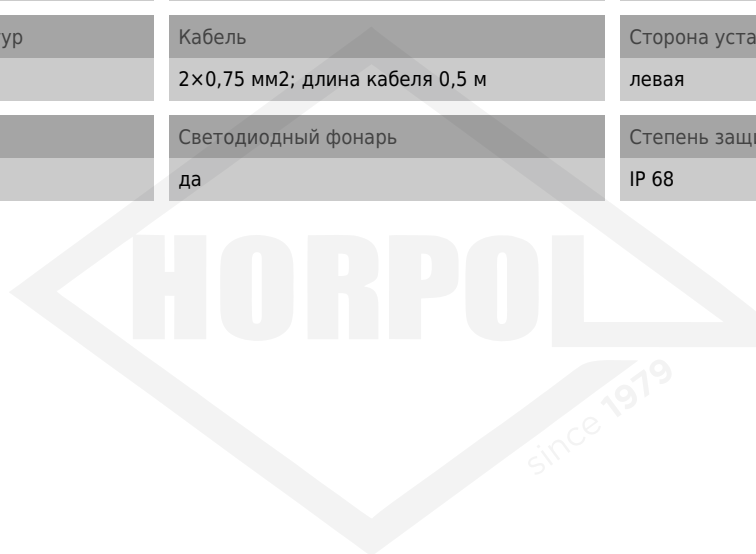 ур Кабель Сторона уста
2×0,75 мм2; длина кабеля 0,5 м левая
Светодиодный фонарь Степень защи
да IP 68
HORPOL
since 1979